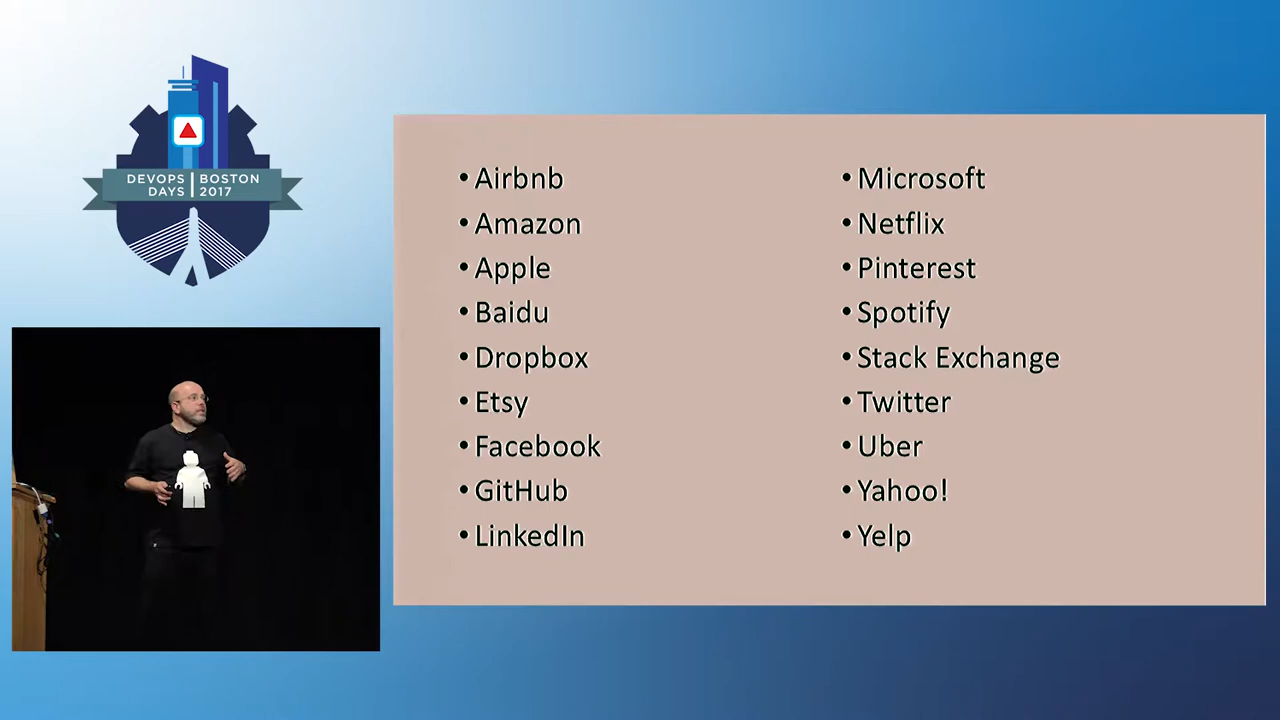 DEVOPS BOSTON
DAYS 2017
• Airbnb
• Amazon
• Apple
• Baidu
• Dropbox
• Etsy
• Facebook
• GitHub
• LinkedIn
• Microsoft
• Netflix
• Pinterest
• Spotify
• Stack Exchange
• Twitter
• Uber
• Yahoo!
• Yelp